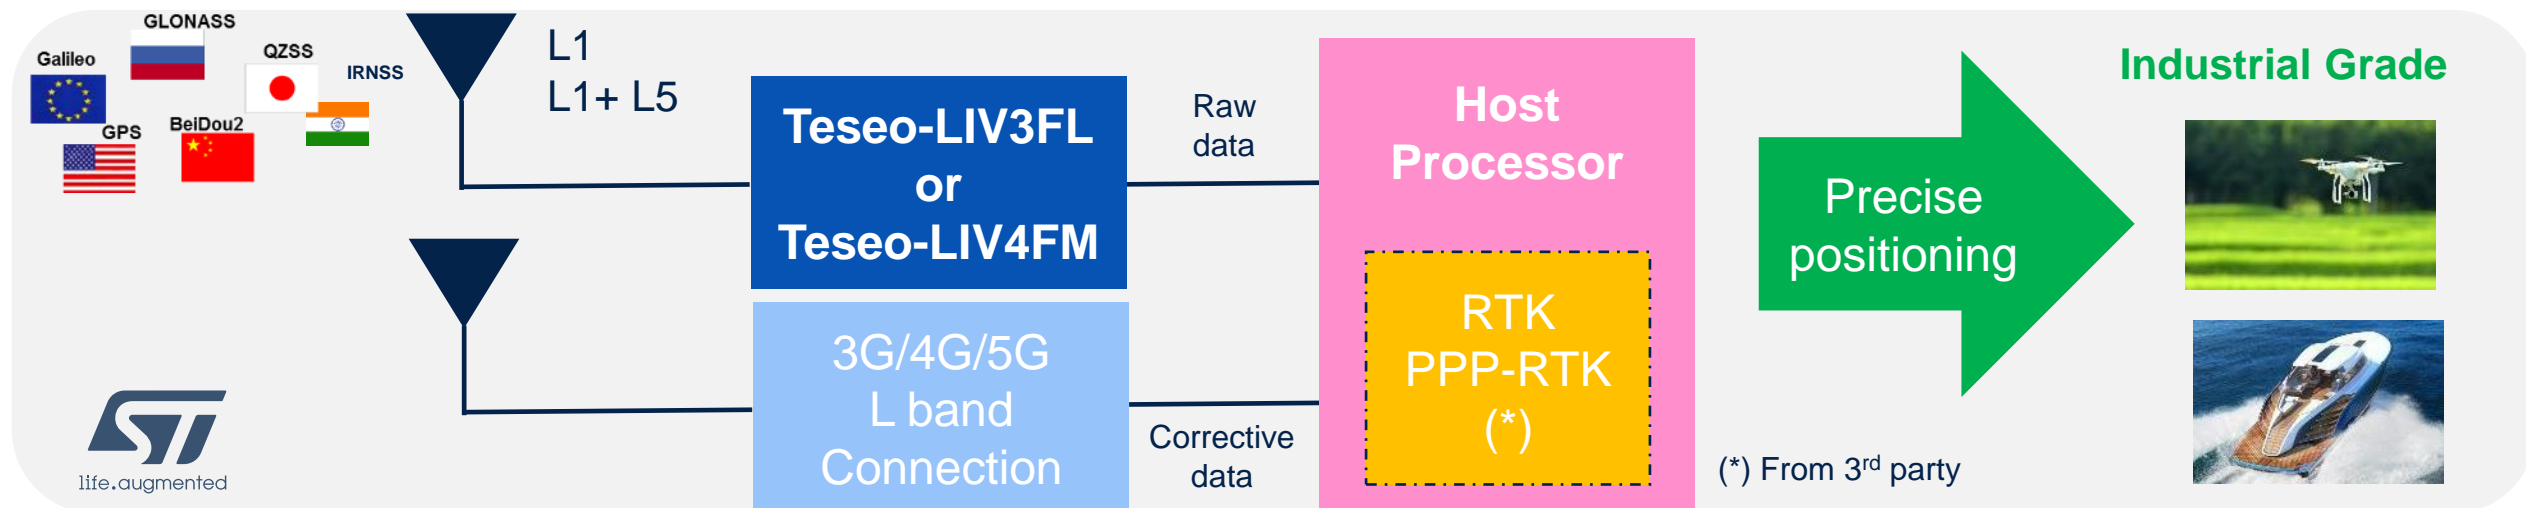 GLONASS
Galileo
QZSS
IRNSS
GPS
BeiDou2
L1
L1+ L5
Teseo-LIV3FL
or
Teseo-LIV4FM
Raw
data
Host
Processor
Precise
positioning
Industrial Grade
3G/4G/5G
L band
Connection
Corrective
data
RTK
PPP-RTK
(*)
(*) From 3rd party
ST
life.augmented